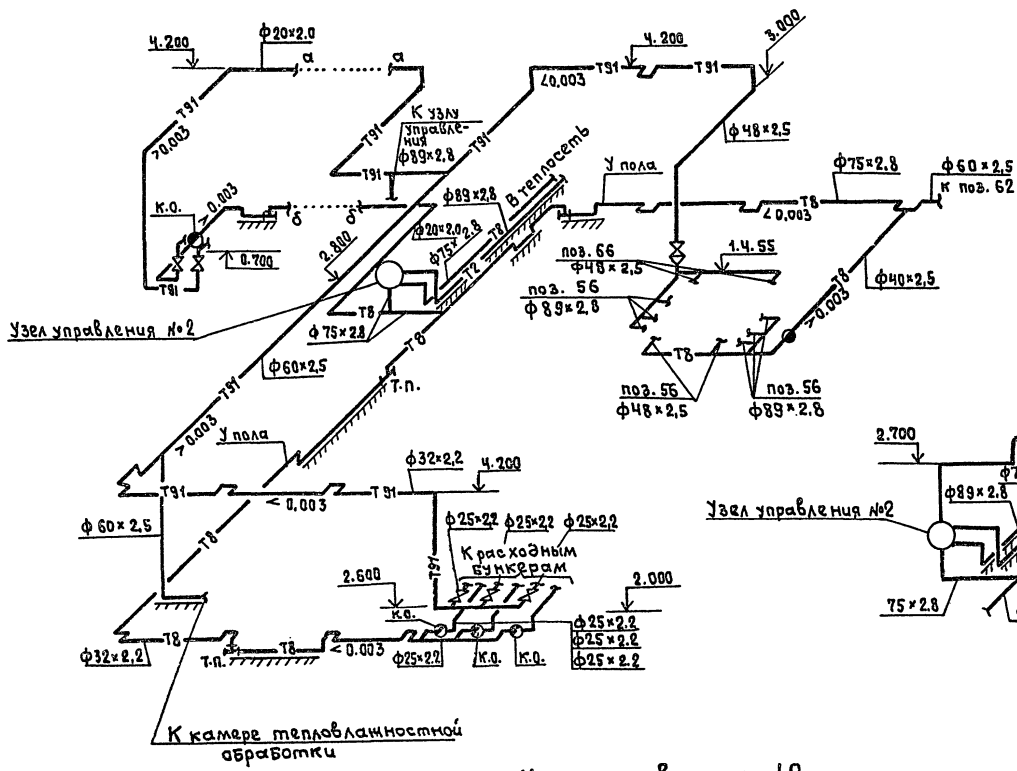 ф20×2.0
4.200
а
а
Т91
4.200
Т91
<0.003
3.000
Т91
>0.003
Т91
К узлу
управле-
ния
ф89×2.8
Т91
Т91
ф48×2,5
В теплосеть
У пола
ф75×2.8
ф60×2,5
к поз. 62
Т8
<0.003
к.о.
>0.003
б
б
0.700
Т91
2.800
ф89×2,8
ф20×2.0
ф75×2.8
Т8
Т2
поз. 66
ф48×2,5
1.4.55
поз. 56
ф89×2.8
Т8
ф40×2,5
>0.003
Узел управления №2
Т8
ф75×2.8
Т8
Т.п.
ф60×2,5
Т91
>0.003
Т8
поз. 56
ф48×2,5
поз. 56
ф89×2.8
У пола
ф32×2,2
4.200
Т91
<0.003
Т91
ф60×2.5
Т8
ф25×2.2
ф25×2,2
ф25×2,2
К расходным
бункерам
Т91
2.600
2.000
к.о.
ф25×2.2
ф25×2.2
ф25×2.2
Т8
ф32×2,2
Т.п.
Т8
<0.003
ф25×2.2
к.о.
к.о.
К камере тепловлажностной
обработки
2.700
ф7
ф89×2.8
Узел управления №2
75×2.8